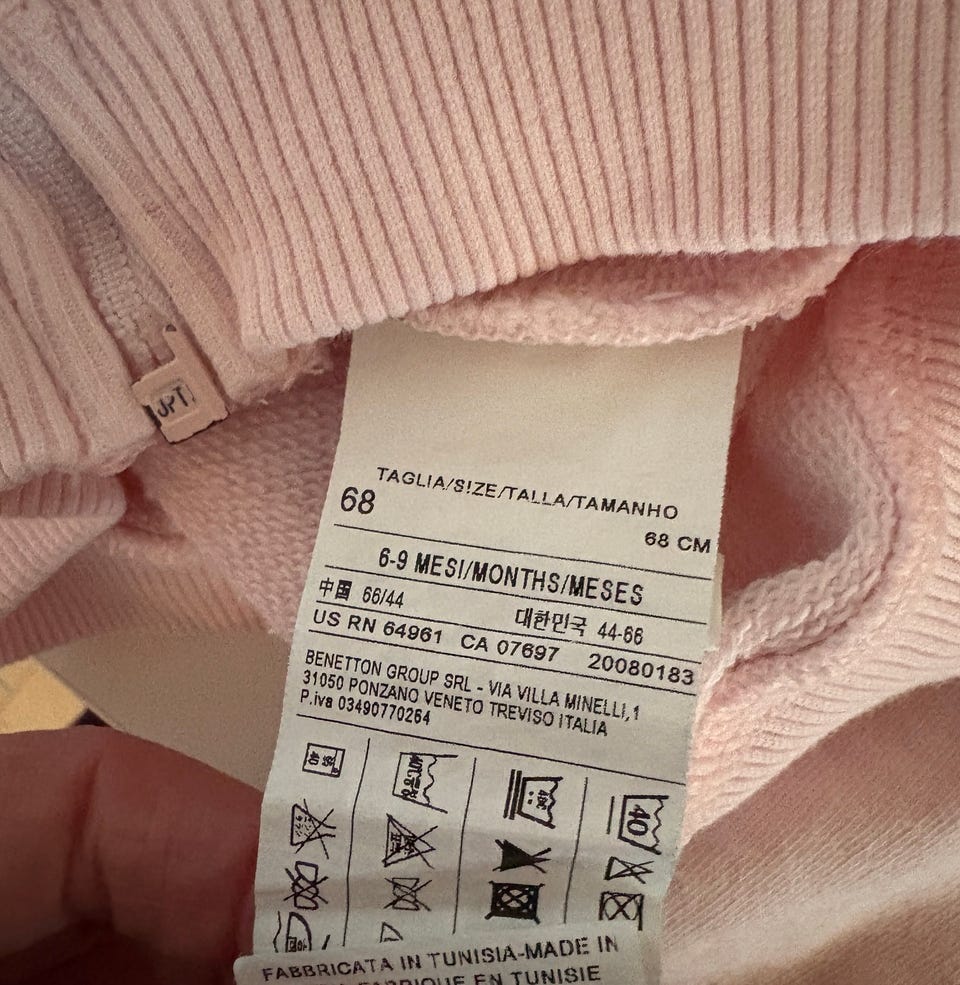 JPT
TAGLIA/SIZE/TALLA/TAMANHO
68
68 CM
6-9 MESI/MONTHS/MESES
中国 66/44 대한민국 44-66
US RN 64961 CA 07697 20080183
BENETTON GROUP SRL - VIA VILLA MINELLI,1
31050 PONZANO VENETO TREVISO ITALIA
P.iva 03490770264
40
FABBRICATA IN TUNISIA-MADE IN
FABRIQUE EN TUNISIE